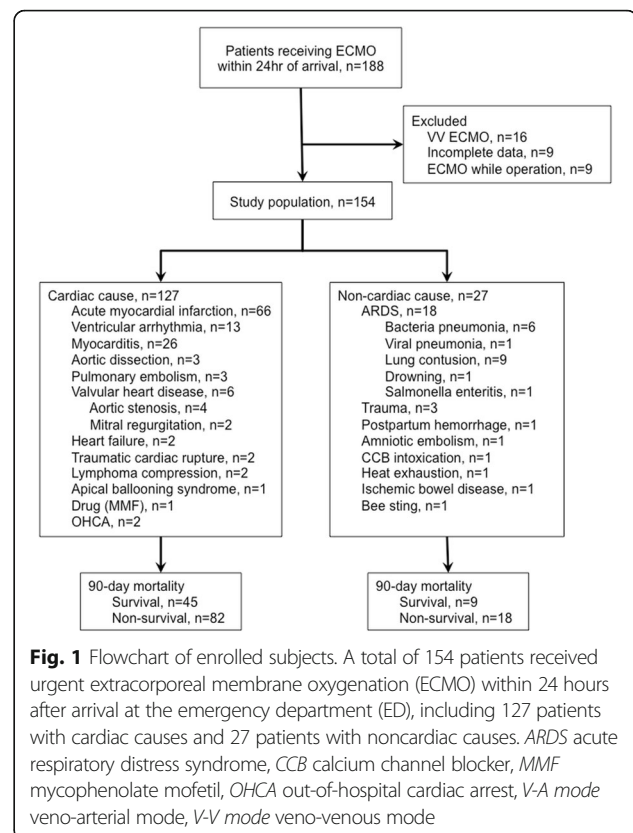 Patients receiving ECMO
within 24hr of arrival, n=188
Excluded
VV ECMO, n=16
Incomplete data, n=9
ECMO while operation, n=9
Study population, n=154
Cardiac cause, n=127
Acute myocardial infarction, n=66
Ventricular arrhythmia, n=13
Myocarditis, n=26
Aortic dissection, n=3
Pulmonary embolism, n=3
Valvular heart disease, n=6
Aortic stenosis, n=4
Mitral regurgitation, n=2
Heart failure, n=2
Traumatic cardiac rupture, n=2
Lymphoma compression, n=2
Apical ballooning syndrome, n=1
Drug (MMF), n=1
OHCA, n=2
Non-cardiac cause, n=27
ARDS, n=18
Bacteria pneumonia, n=6
Viral pneumonia, n=1
Lung contusion, n=9
Drowning, n=1
Salmonella enteritis, n=1
Trauma, n=3
Postpartum hemorrhage, n=1
Amniotic embolism, n=1
CCB intoxication, n=1
Heat exhaustion, n=1
Ischemic bowel disease, n=1
Bee sting, n=1
90-day mortality
Survival, n=45
Non-survival, n=82
90-day mortality
Survival, n=9
Non-survival, n=18
Fig. 1 Flowchart of enrolled subjects. A total of 154 patients received
urgent extracorporeal membrane oxygenation (ECMO) within 24 hours
after arrival at the emergency department (ED), including 127 patients
with cardiac causes and 27 patients with noncardiac causes. ARDS acute
respiratory distress syndrome, CCB calcium channel blocker, MMF
mycophenolate mofetil, OHCA out-of-hospital cardiac arrest, V-A mode
veno-arterial mode, V-V mode veno-venous mode